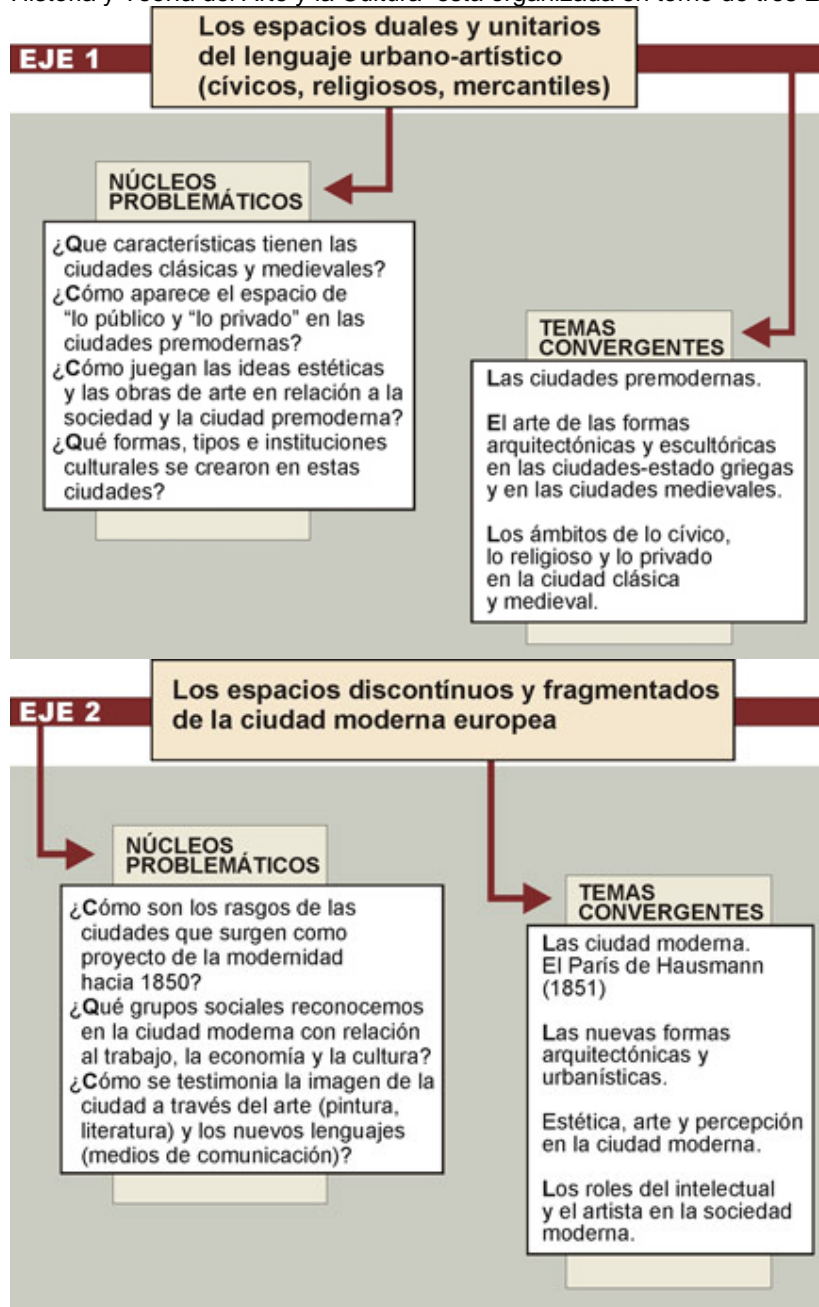 Historia y Teoría del Arte y la Cultura" está organizada en torno de tres E
EJE 1
Los espacios duales y unitarios
del lenguaje urbano-artístico
(cívicos, religiosos, mercantiles)
NÚCLEOS
PROBLEMÁTICOS
¿Que características tienen las
ciudades clásicas y medievales?
¿Cómo aparece el espacio de
"lo público y "lo privado" en las
ciudades premodernas?
¿Cómo juegan las ideas estéticas
y las obras de arte en relación a la
sociedad y la ciudad premoderna?
¿Qué formas, tipos e instituciones
culturales se crearon en estas
ciudades?
TEMAS
CONVERGENTES
Las ciudades premodernas.
El arte de las formas
arquitectónicas y escultóricas
en las ciudades-estado griegas
y en las ciudades medievales.
Los ámbitos de lo cívico,
lo religioso y lo privado
en la ciudad clásica
y medieval.
EJE 2
Los espacios discontínuos y fragmentados
de la ciudad moderna europea
NÚCLEOS
PROBLEMÁTICOS
¿Cómo son los rasgos de las
ciudades que surgen como
proyecto de la modernidad
hacia 1850?
¿Qué grupos sociales reconocemos
en la ciudad moderna con relación
al trabajo, la economía y la cultura?
¿Cómo se testimonia la imagen de la
ciudad a través del arte (pintura,
literatura) y los nuevos lenguajes
(medios de comunicación)?
TEMAS
CONVERGENTES
Las ciudad moderna.
El París de Hausmann
(1851)
Las nuevas formas
arquitectónicas y
urbanísticas.
Estética, arte y percepción
en la ciudad moderna.
Los roles del intelectual
y el artista en la sociedad
moderna.